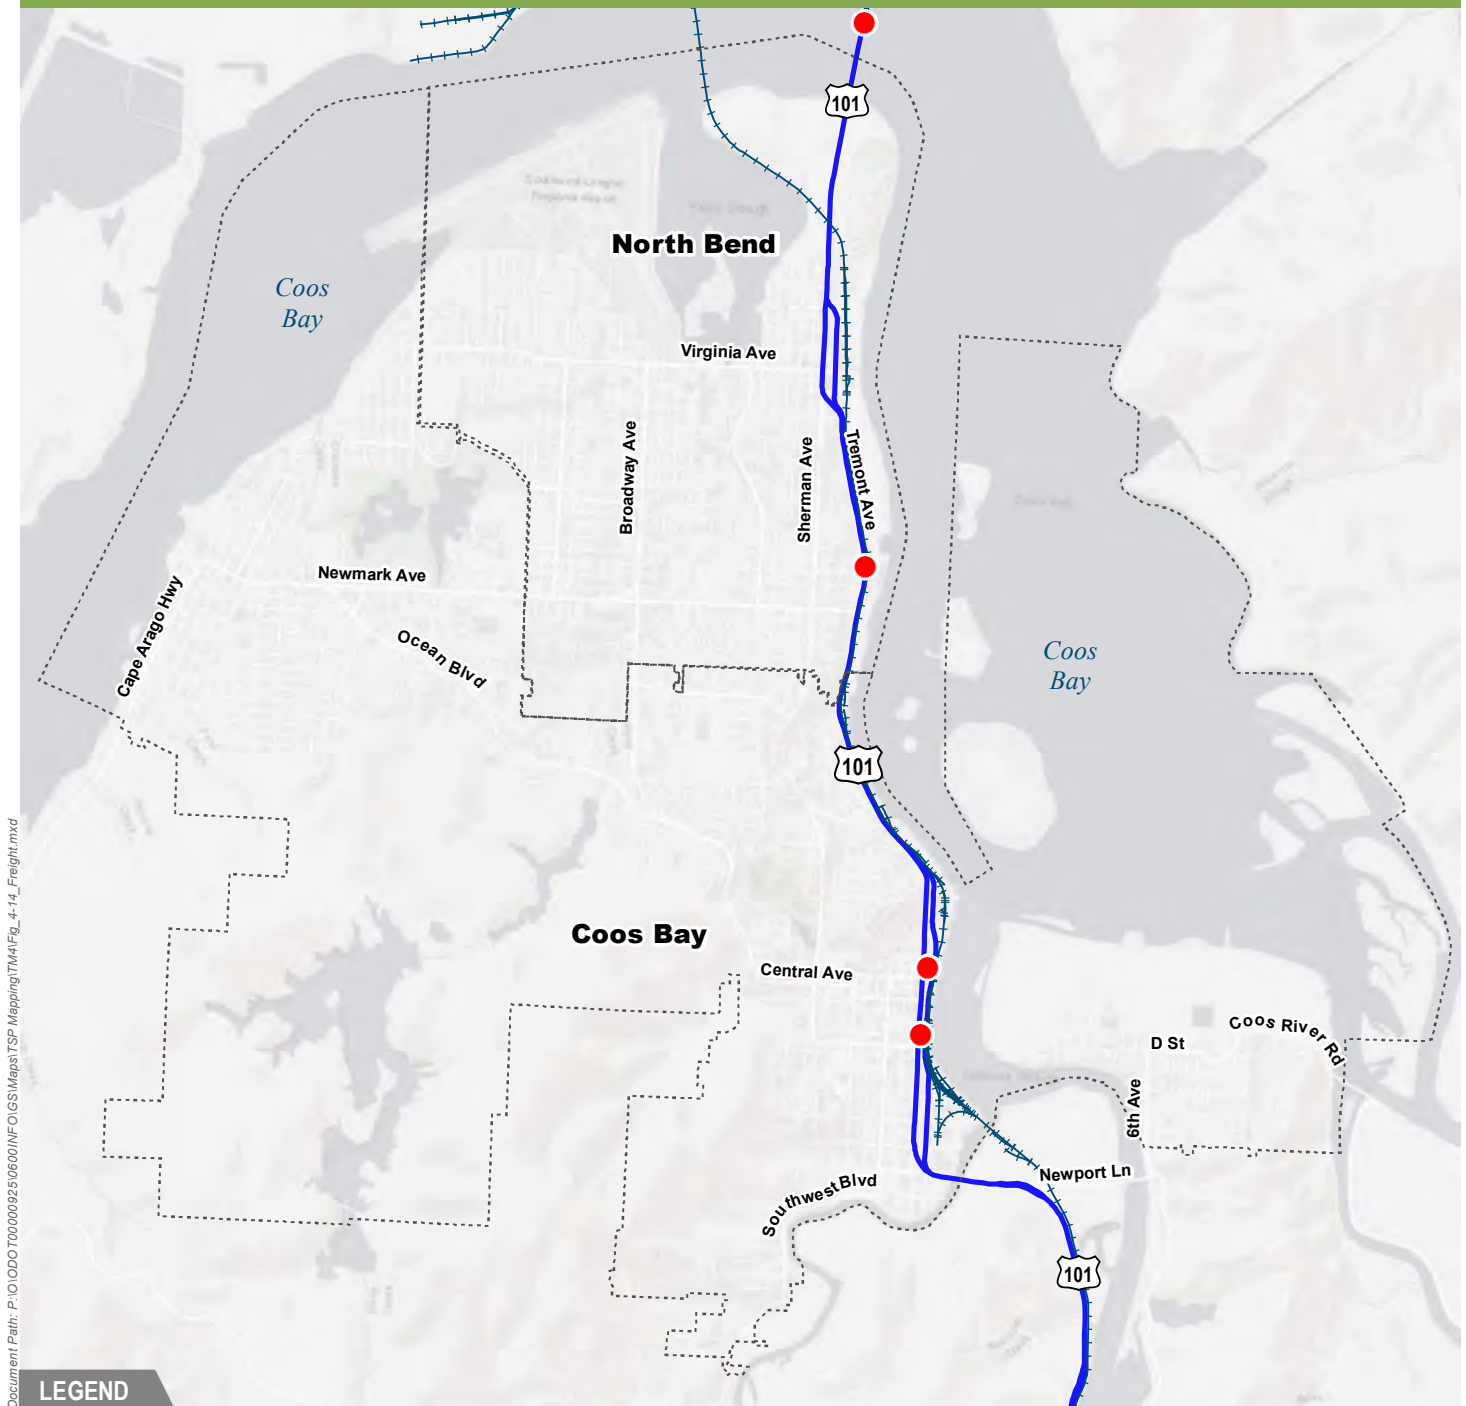 101
North Bend
Coos
Bay
Virginia Ave
Broadway Ave
Sherman Ave
Tremont Ave
Newmark Ave
Cape Arago Hwy
Ocean Blvd
Coos
Bay
101
Coos Bay
Central Ave
D St
Coos River Rd
6th Ave
Newport Ln
Southwest Blvd
101
Document Path: P:\O\ODOT00000925\0600INFO\GS\Maps\TSP Mapping\TM4\Fig_4-14_Freight.mxd
LEGEND